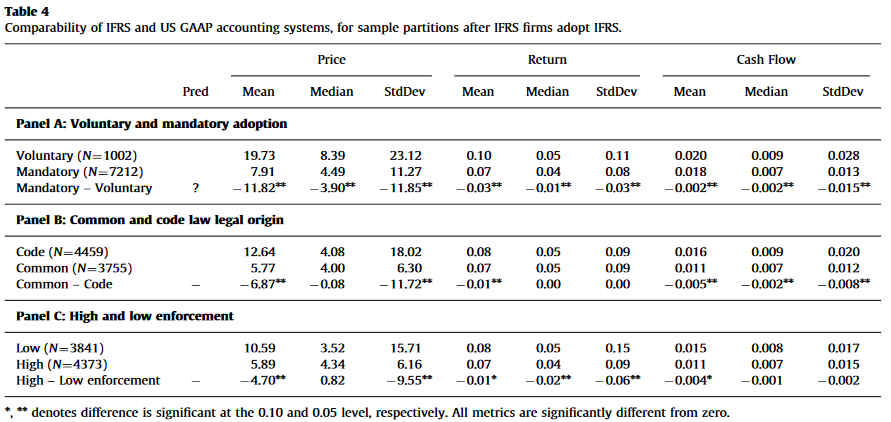 Table 4
Comparability of IFRS and US GAAP accounting systems, for sample partitions after IFRS firms adopt IFRS.
Price Return Cash Flow
Pred Mean Median StdDev Mean Median StdDev Mean Median StdDev
Panel A: Voluntary and mandatory adoption
Voluntary (N=1002) 19.73 8.39 23.12 0.10 0.05 0.11 0.020 0.009 0.028
Mandatory (N=7212) 7.91 4.49 11.27 0.07 0.04 0.08 0.018 0.007 0.013
Mandatory – Voluntary ? −11.82** −3.90** −11.85** −0.03** −0.01** −0.03** −0.002** −0.002** −0.015**
Panel B: Common and code law legal origin
Code (N=4459) 12.64 4.08 18.02 0.08 0.05 0.09 0.016 0.009 0.020
Common (N=3755) 5.77 4.00 6.30 0.07 0.05 0.09 0.011 0.007 0.012
Common – Code − −6.87** −0.08 −11.72** −0.01** 0.00 0.00 −0.005** −0.002** −0.008**
Panel C: High and low enforcement
Low (N=3841) 10.59 3.52 15.71 0.08 0.05 0.15 0.015 0.008 0.017
High (N=4373) 5.89 4.34 6.16 0.07 0.04 0.09 0.011 0.007 0.015
High – Low enforcement − −4.70** 0.82 −9.55** −0.01* −0.02** −0.06** −0.004* −0.001 −0.002
*, ** denotes difference is significant at the 0.10 and 0.05 level, respectively. All metrics are significantly different from zero.